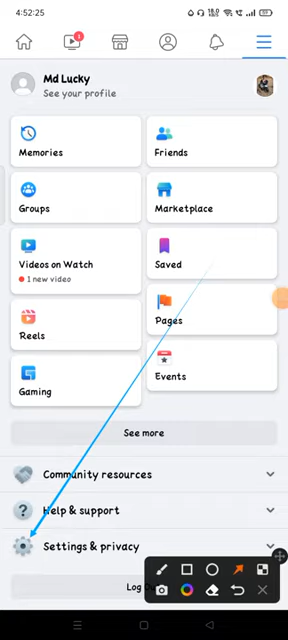 4:52:25
Md Lucky
See your profile
Memories
Friends
Groups
Marketplace
Videos on Watch
1 new video
Saved
Reels
Pages
Gaming
Events
See more
Community resources
Help & support
Settings & privacy
Log